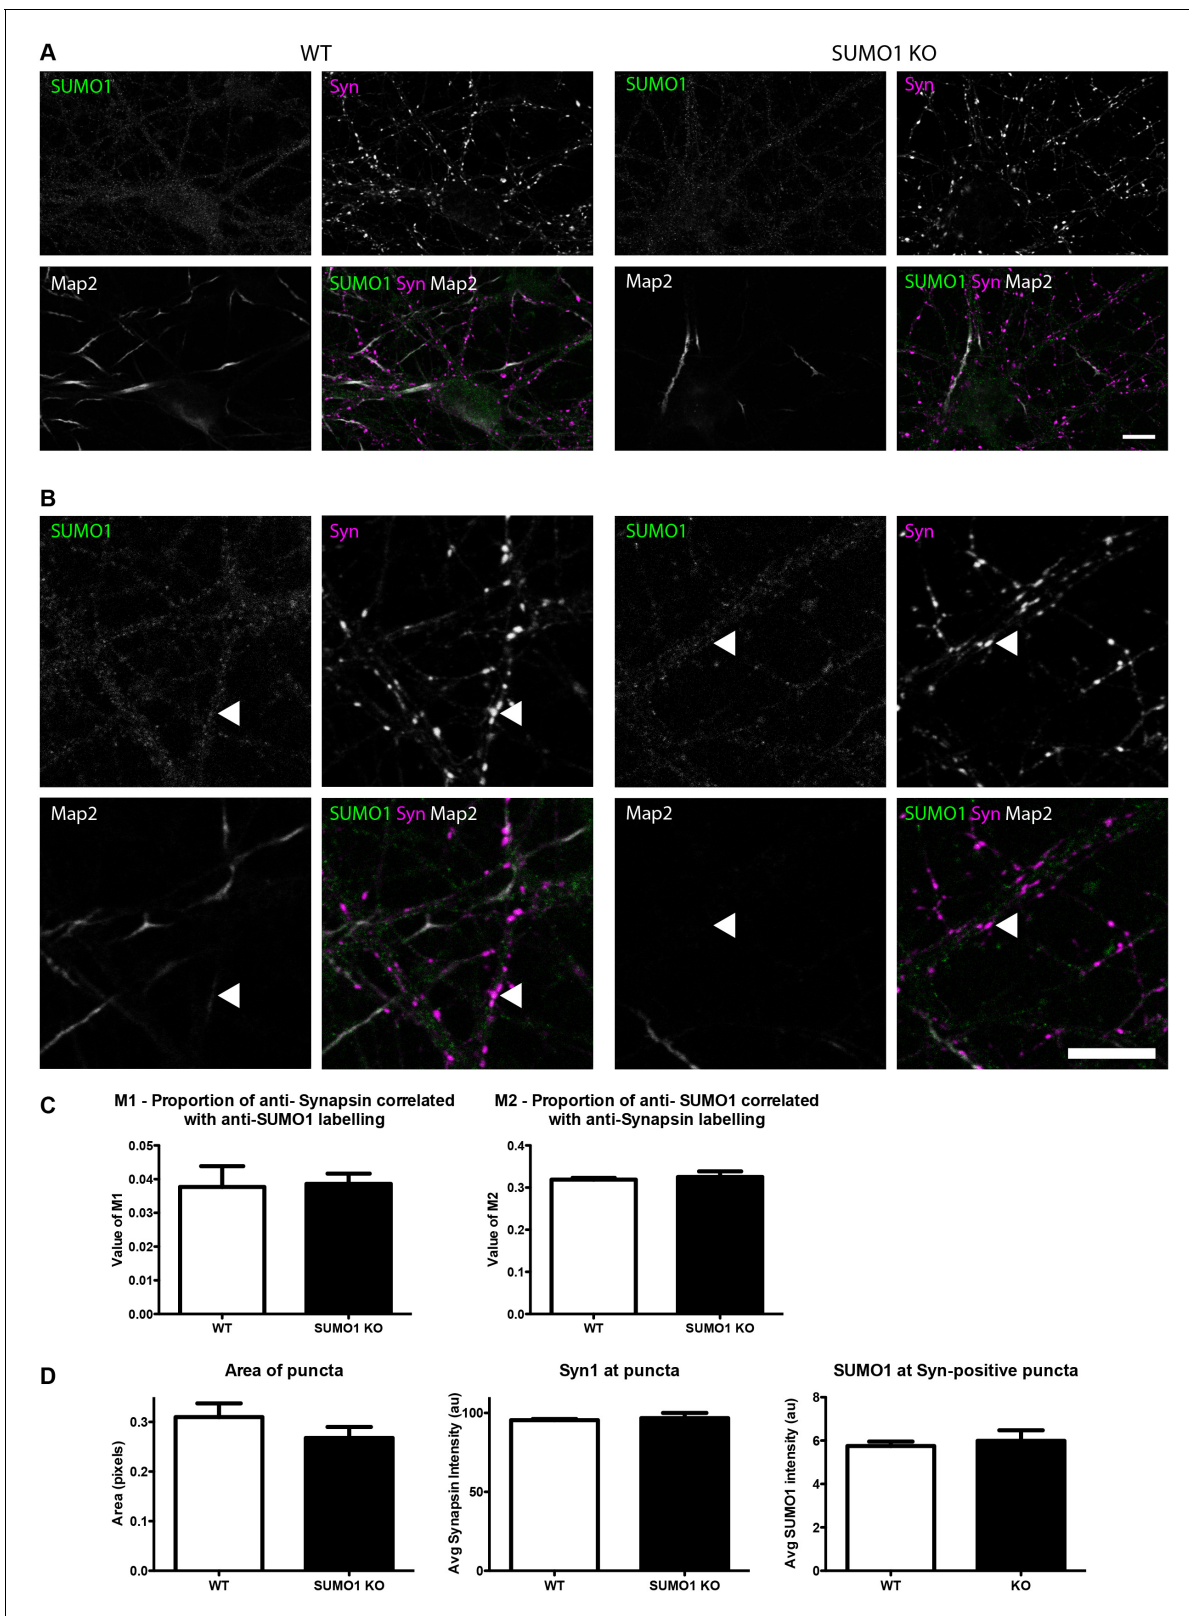 A
WT
SUMO1 KO
SUMO1
Syn
SUMO1
Syn
Map2
SUMO1 Syn Map2
Map2
SUMO1 Syn Map2
B
SUMO1
Syn
SUMO1
Syn
Map2
SUMO1 Syn Map2
Map2
SUMO1 Syn Map2
C
M1 - Proportion of anti- Synapsin correlated
with anti-SUMO1 labelling
Value of M1
0.05
0.04
0.03
0.02
0.01
0.00
WT
SUMO1 KO
M2 - Proportion of anti- SUMO1 correlated
with anti-Synapsin labelling
Value of M2
0.4
0.3
0.2
0.1
0.0
WT
SUMO1 KO
D
Area of puncta
Area (pixels)
0.3
0.2
0.1
0.0
WT
SUMO1 KO
Syn1 at puncta
Avg Synapsin Intensity (au)
100
50
0
WT
SUMO1 KO
SUMO1 at Syn-positive puncta
Avg SUMO1 intensity (au)
8
6
4
2
0
WT
KO